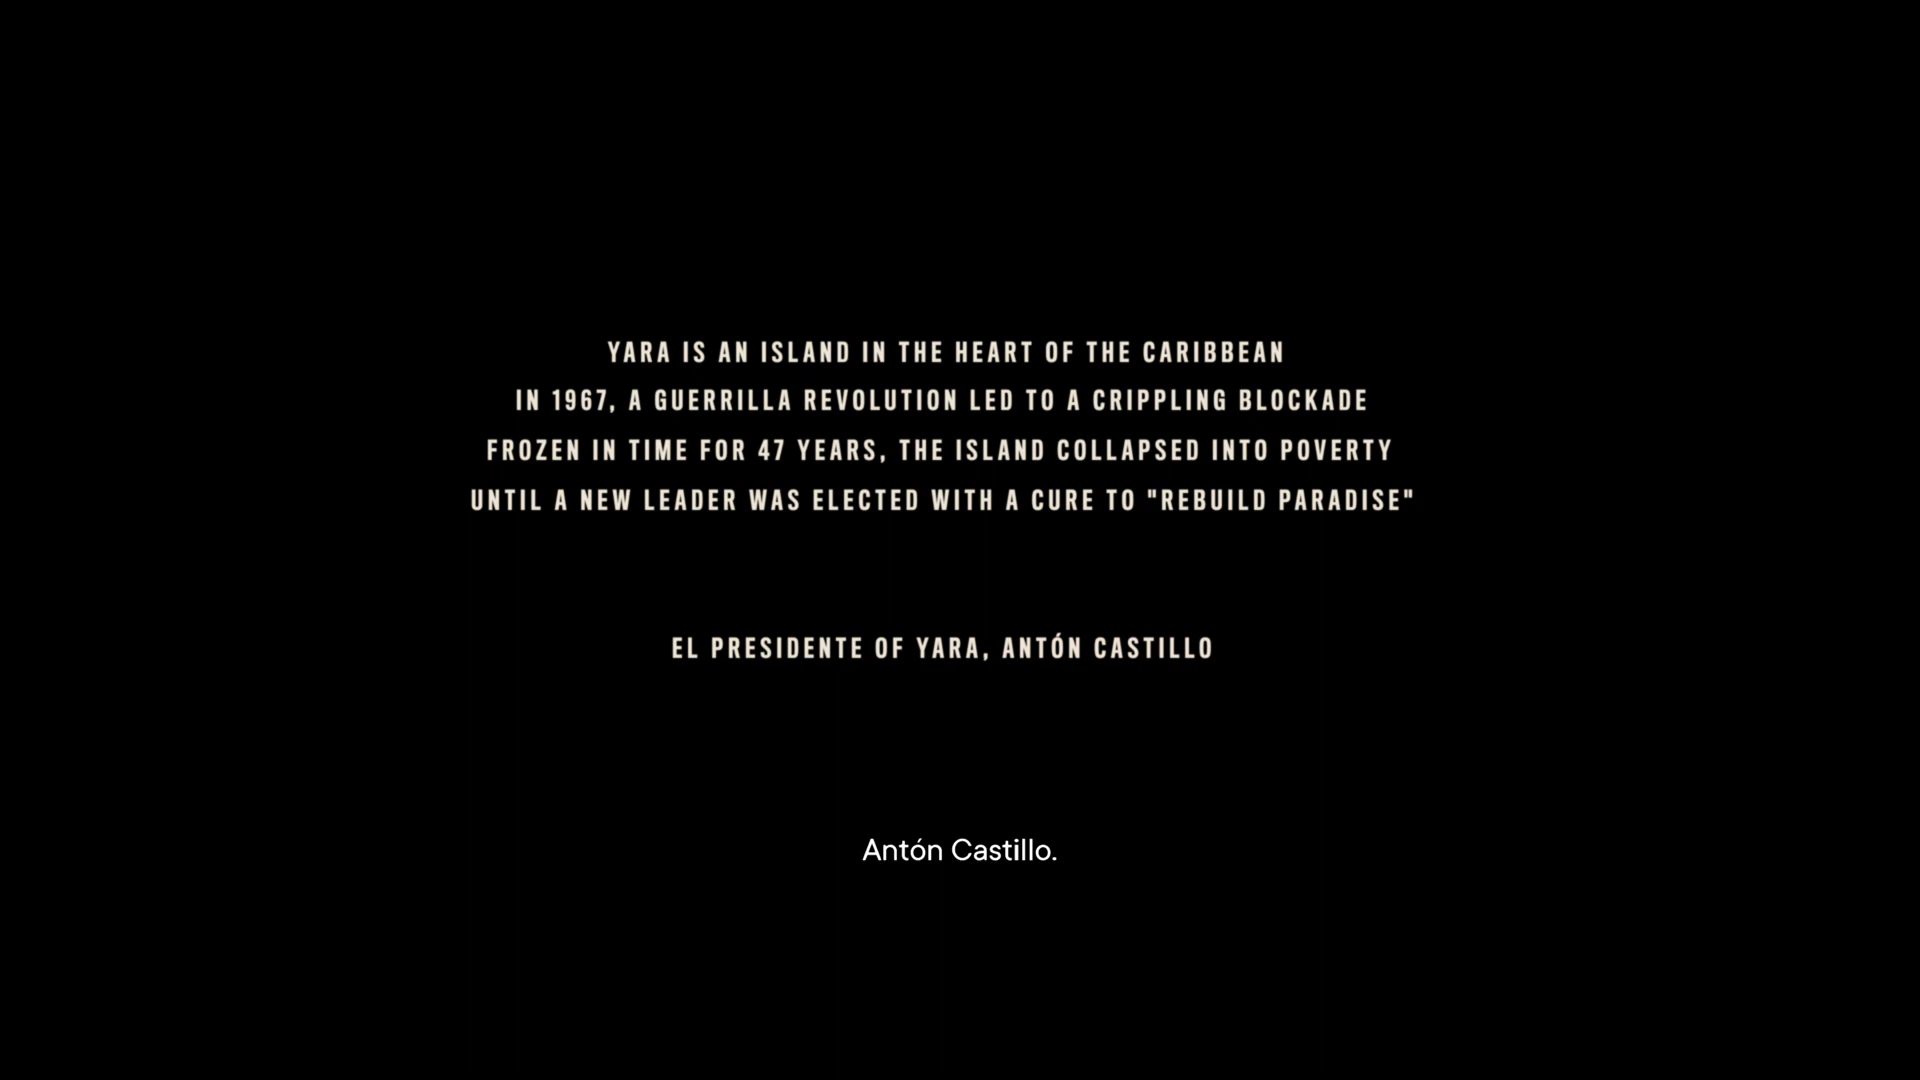 YARA IS AN ISLAND IN THE HEART OF THE CARIBBEAN
IN 1967, A GUERRILLA REVOLUTION LED TO A CRIPPLING BLOCKADE
FROZEN IN TIME FOR 47 YEARS, THE ISLAND COLLAPSED INTO POVERTY
UNTIL A NEW LEADER WAS ELECTED WITH A CURE TO "REBUILD PARADISE"
EL PRESIDENTE OF YARA, ANTÓN CASTILLO
Antón Castillo.